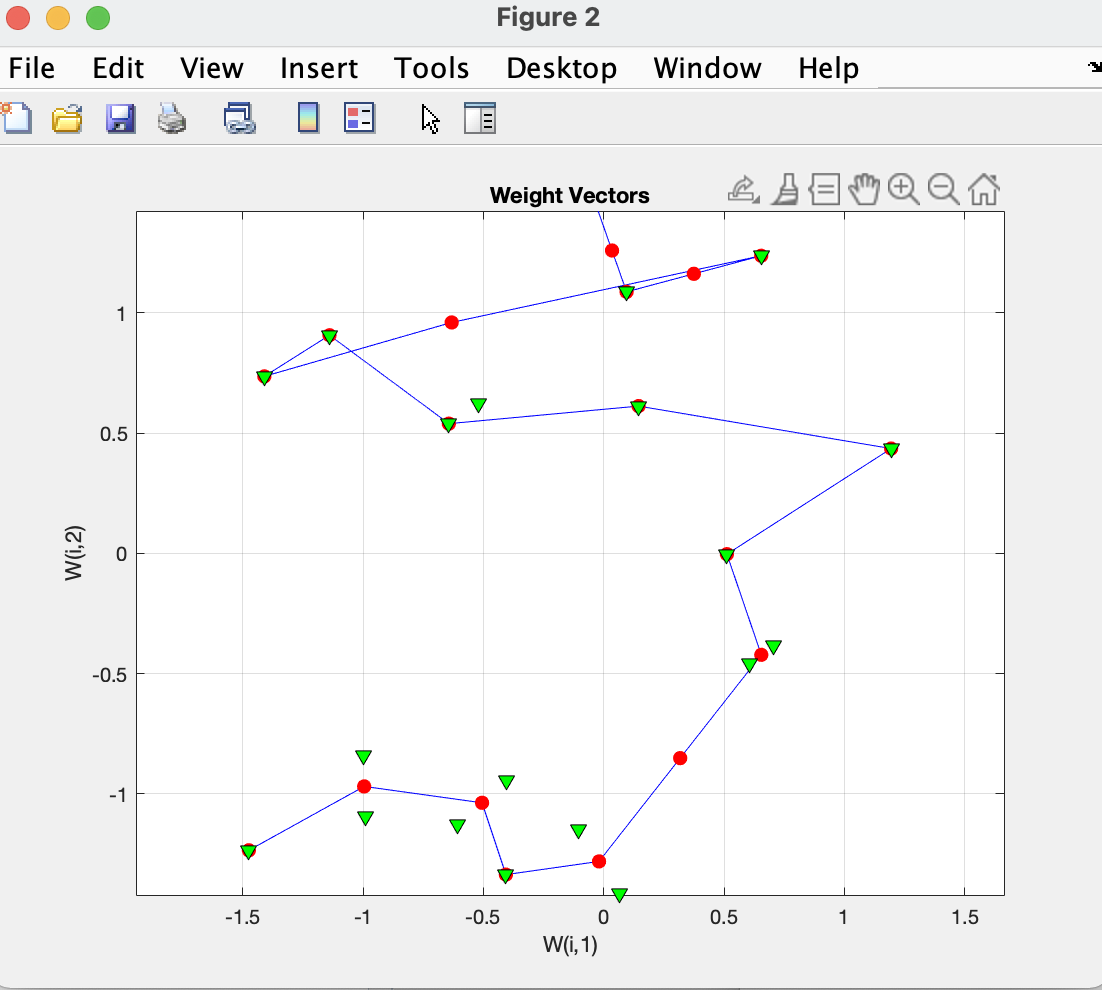 Figure 2
File Edit View Insert Tools Desktop Window Help
Weight Vectors
1
0.5
0
-0.5
-1
W(i,2)
-1.5 -1 -0.5 0 0.5 1 1.5
W(i,1)